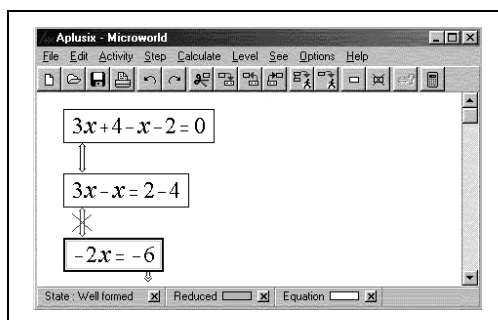 Aplusix - Microworld
File Edit Activity Step Calculate Level See Options Help
3x+4-x-2=0
3x-x=2-4
-2x=-6
State : Well formed x Reduced x Equation x